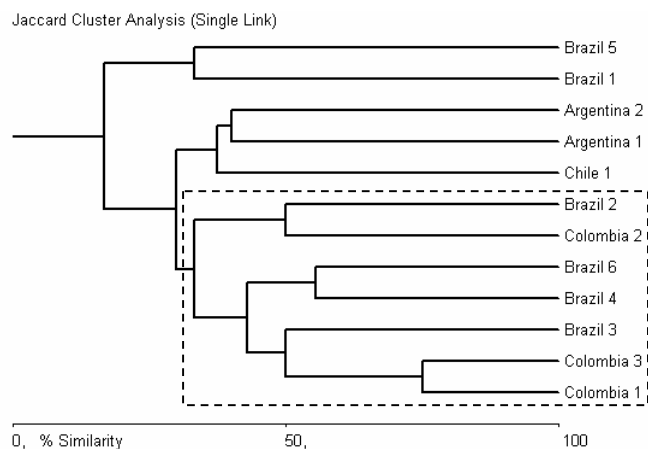 Jaccard Cluster Analysis (Single Link)
Brazil 5
Brazil 1
Argentina 2
Argentina 1
Chile 1
Brazil 2
Colombia 2
Brazil 6
Brazil 4
Brazil 3
Colombia 3
Colombia 1
0, % Similarity 50, 100